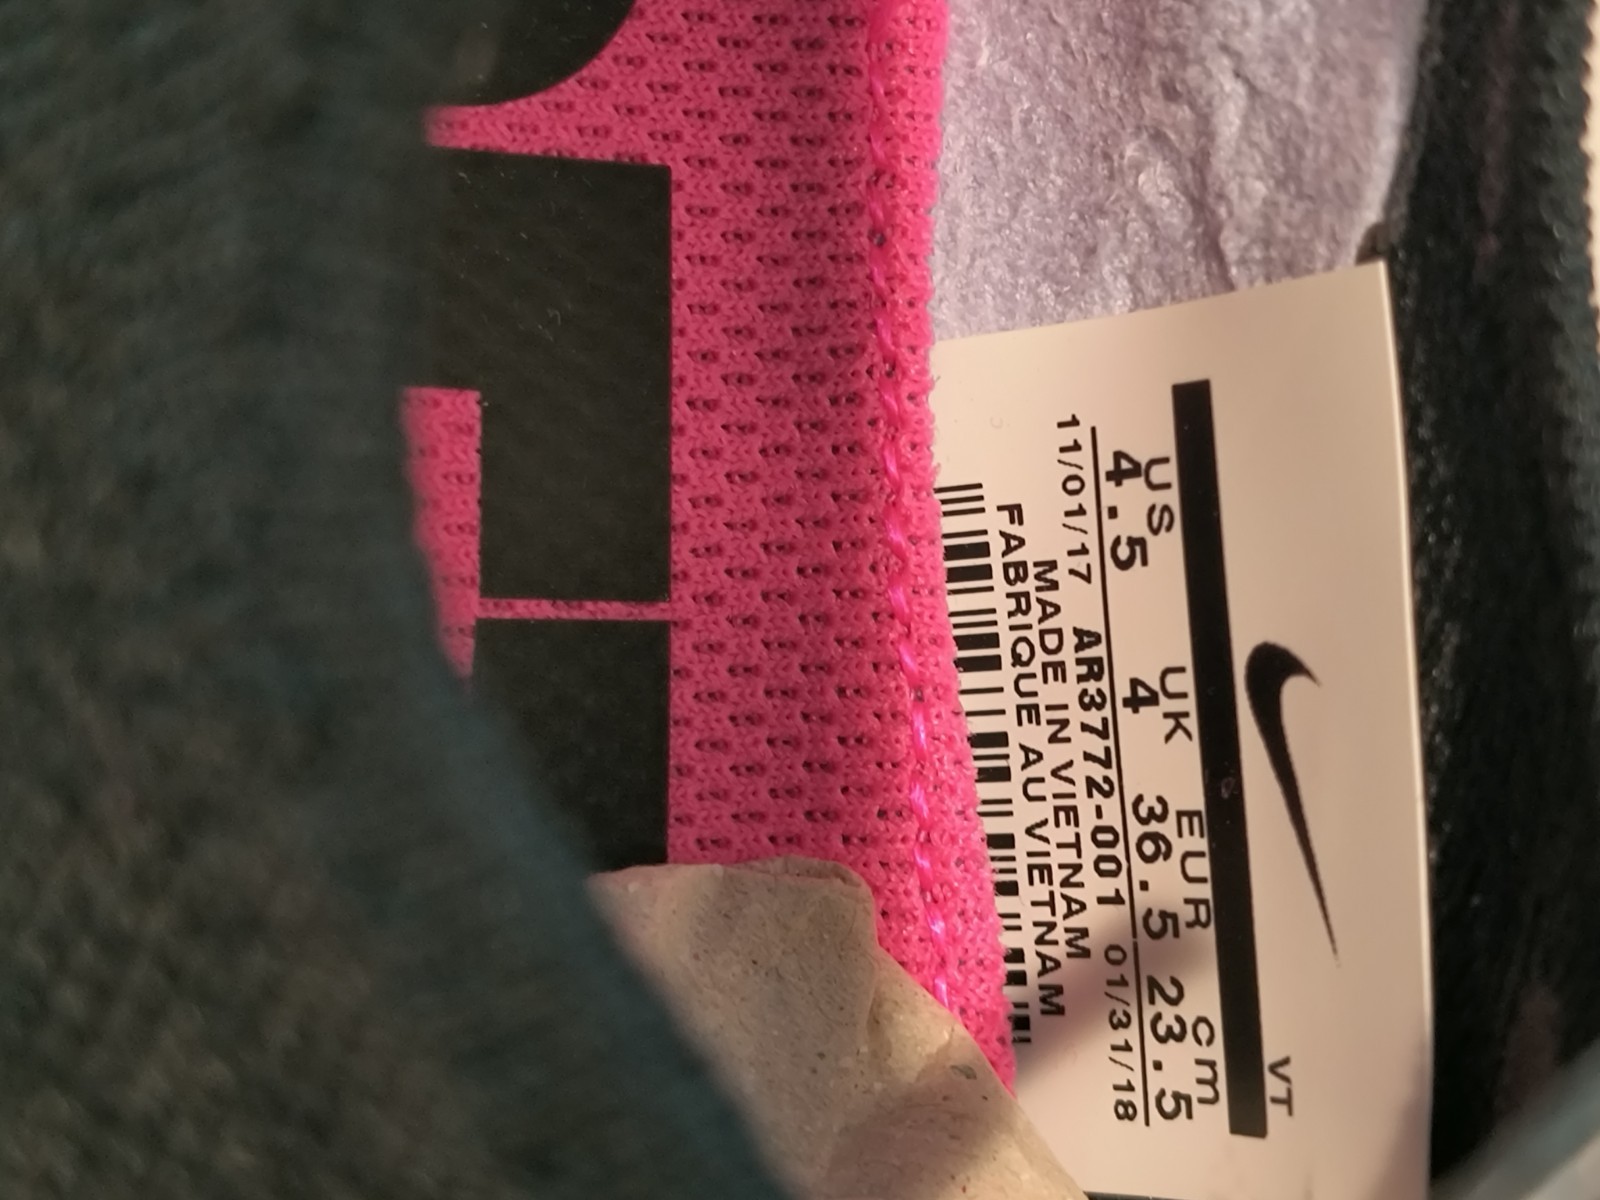 VT
US UK EUR cm
4.5 4 36.5 23.5
11/01/17 AR3772-001 01/31/18
MADE IN VIETNAM
FABRIQUE AU VIETNAM